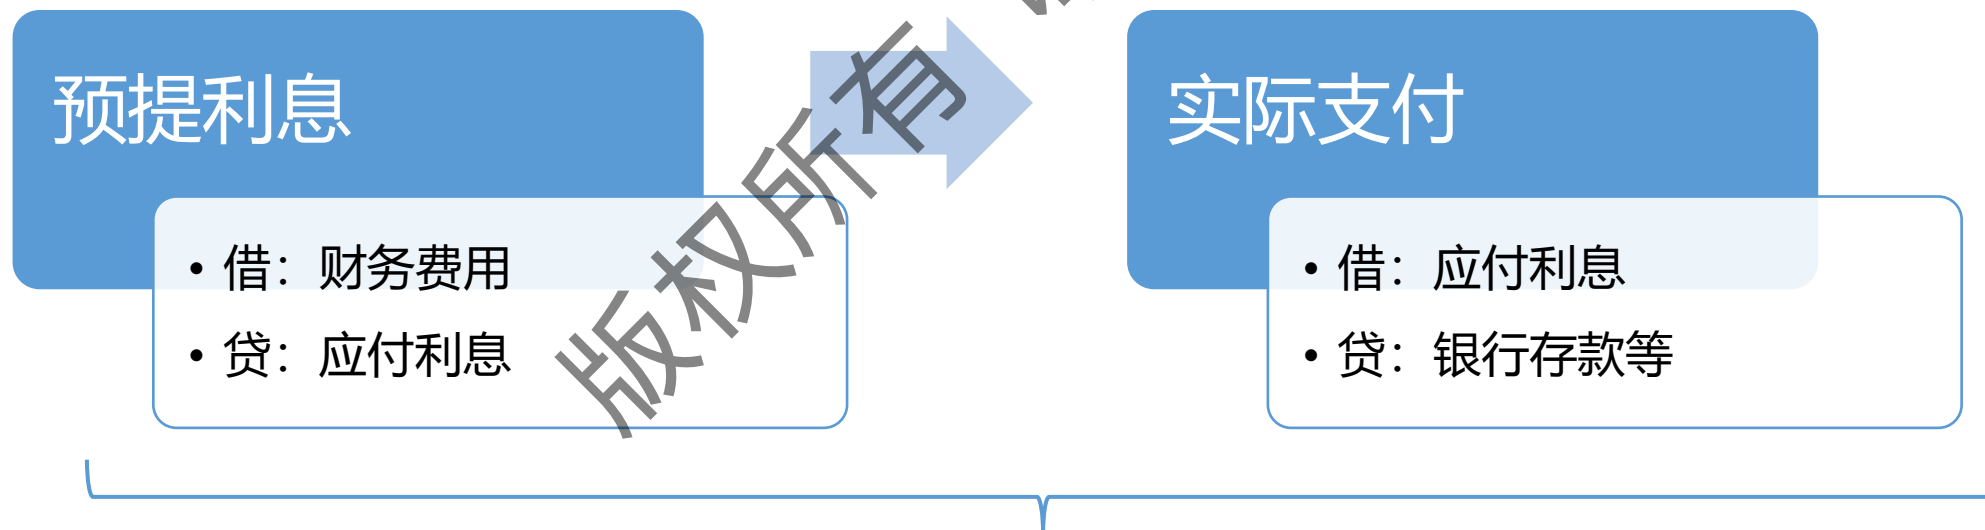 预提利息
• 借：财务费用
• 贷：应付利息
实际支付
• 借：应付利息
• 贷：银行存款等
版权所有